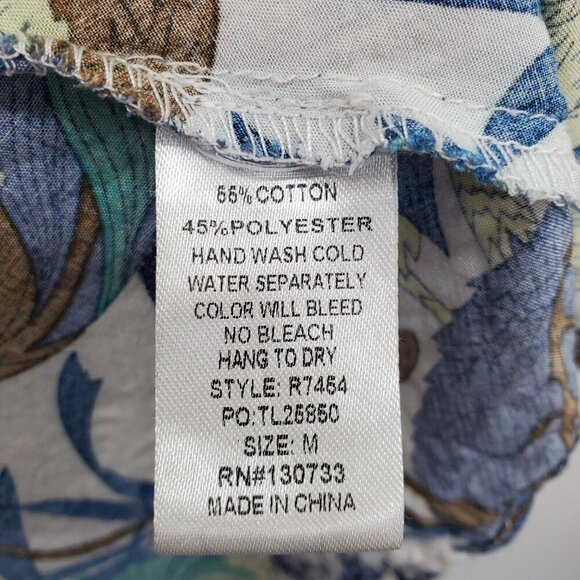 55% COTTON
45%POLYESTER
HAND WASH COLD
WATER SEPARATELY
COLOR WILL BLEED
NO BLEACH
HANG TO DRY
STYLE: R7464
PO:TL25850
SIZE: M
RN#130733
MADE IN CHINA